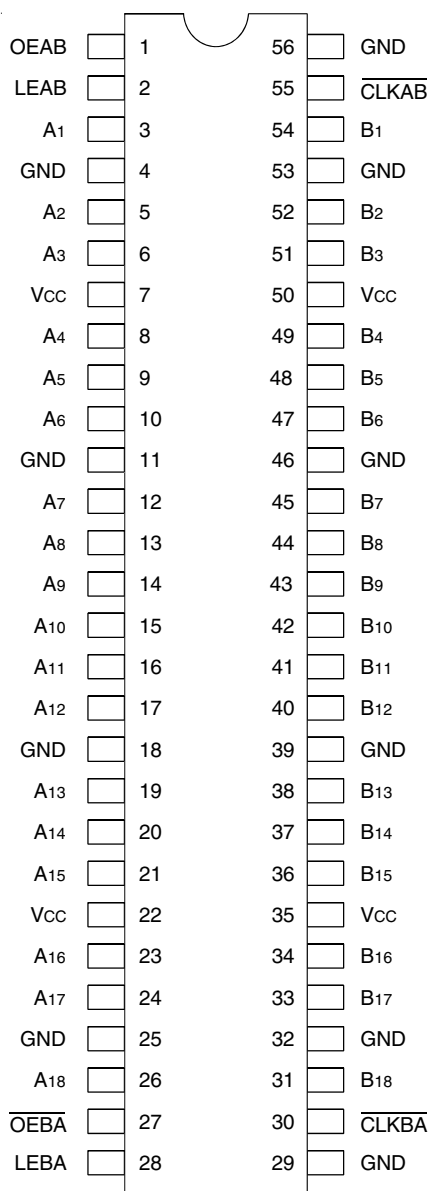 OEAB 1 56 GND
LEAB 2 55 C̅L̅K̅A̅B̅
A1 3 54 B1
GND 4 53 GND
A2 5 52 B2
A3 6 51 B3
VCC 7 50 VCC
A4 8 49 B4
A5 9 48 B5
A6 10 47 B6
GND 11 46 GND
A7 12 45 B7
A8 13 44 B8
A9 14 43 B9
A10 15 42 B10
A11 16 41 B11
A12 17 40 B12
GND 18 39 GND
A13 19 38 B13
A14 20 37 B14
A15 21 36 B15
VCC 22 35 VCC
A16 23 34 B16
A17 24 33 B17
GND 25 32 GND
A18 26 31 B18
O̅E̅B̅A̅ 27 30 C̅L̅K̅B̅A̅
LEBA 28 29 GND